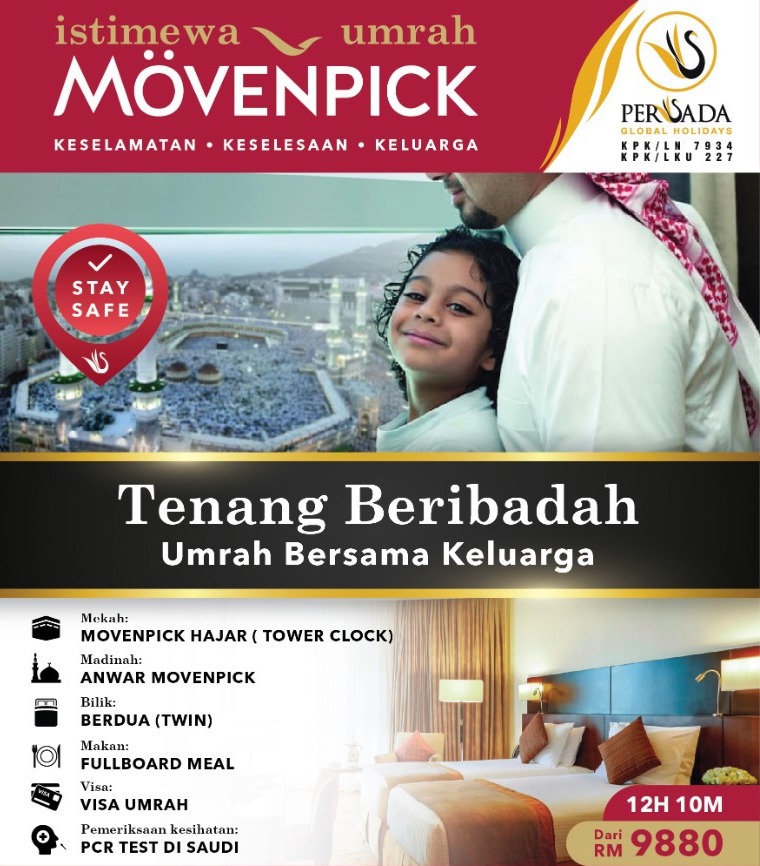 istimewa umrah
MÖVENPICK
KESELAMATAN • KESELESAAN • KELUARGA
PERSADA
GLOBAL HOLIDAYS
KPK/LN 7934
KPK/LKU 227
STAY
SAFE
Tenang Beribadah
Umrah Bersama Keluarga
Mekah:
MOVENPICK HAJAR ( TOWER CLOCK)
Madinah:
ANWAR MOVENPICK
Bilik:
BERDUA (TWIN)
Makan:
FULLBOARD MEAL
Visa:
VISA
VISA UMRAH
Pemeriksaan kesihatan:
PCR TEST DI SAUDI
12H 10M
Dari
RM 9880